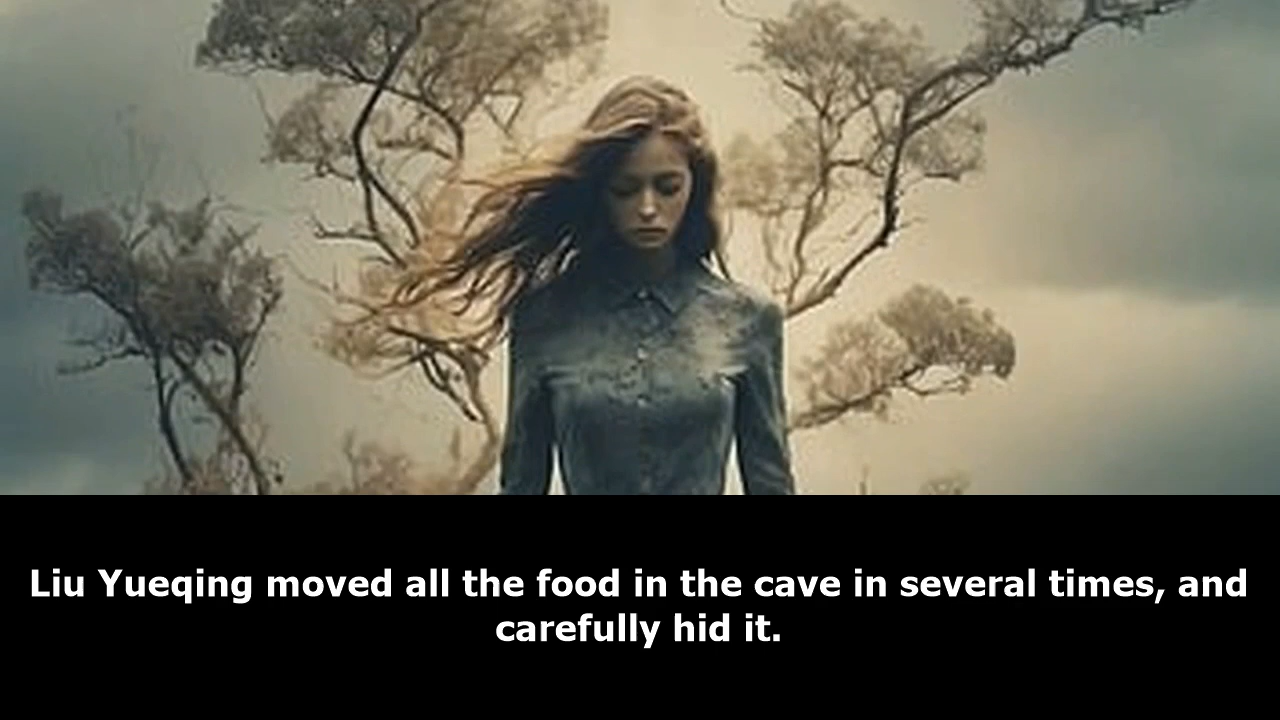 Liu Yueqing moved all the food in the cave in several times, and
carefully hid it.